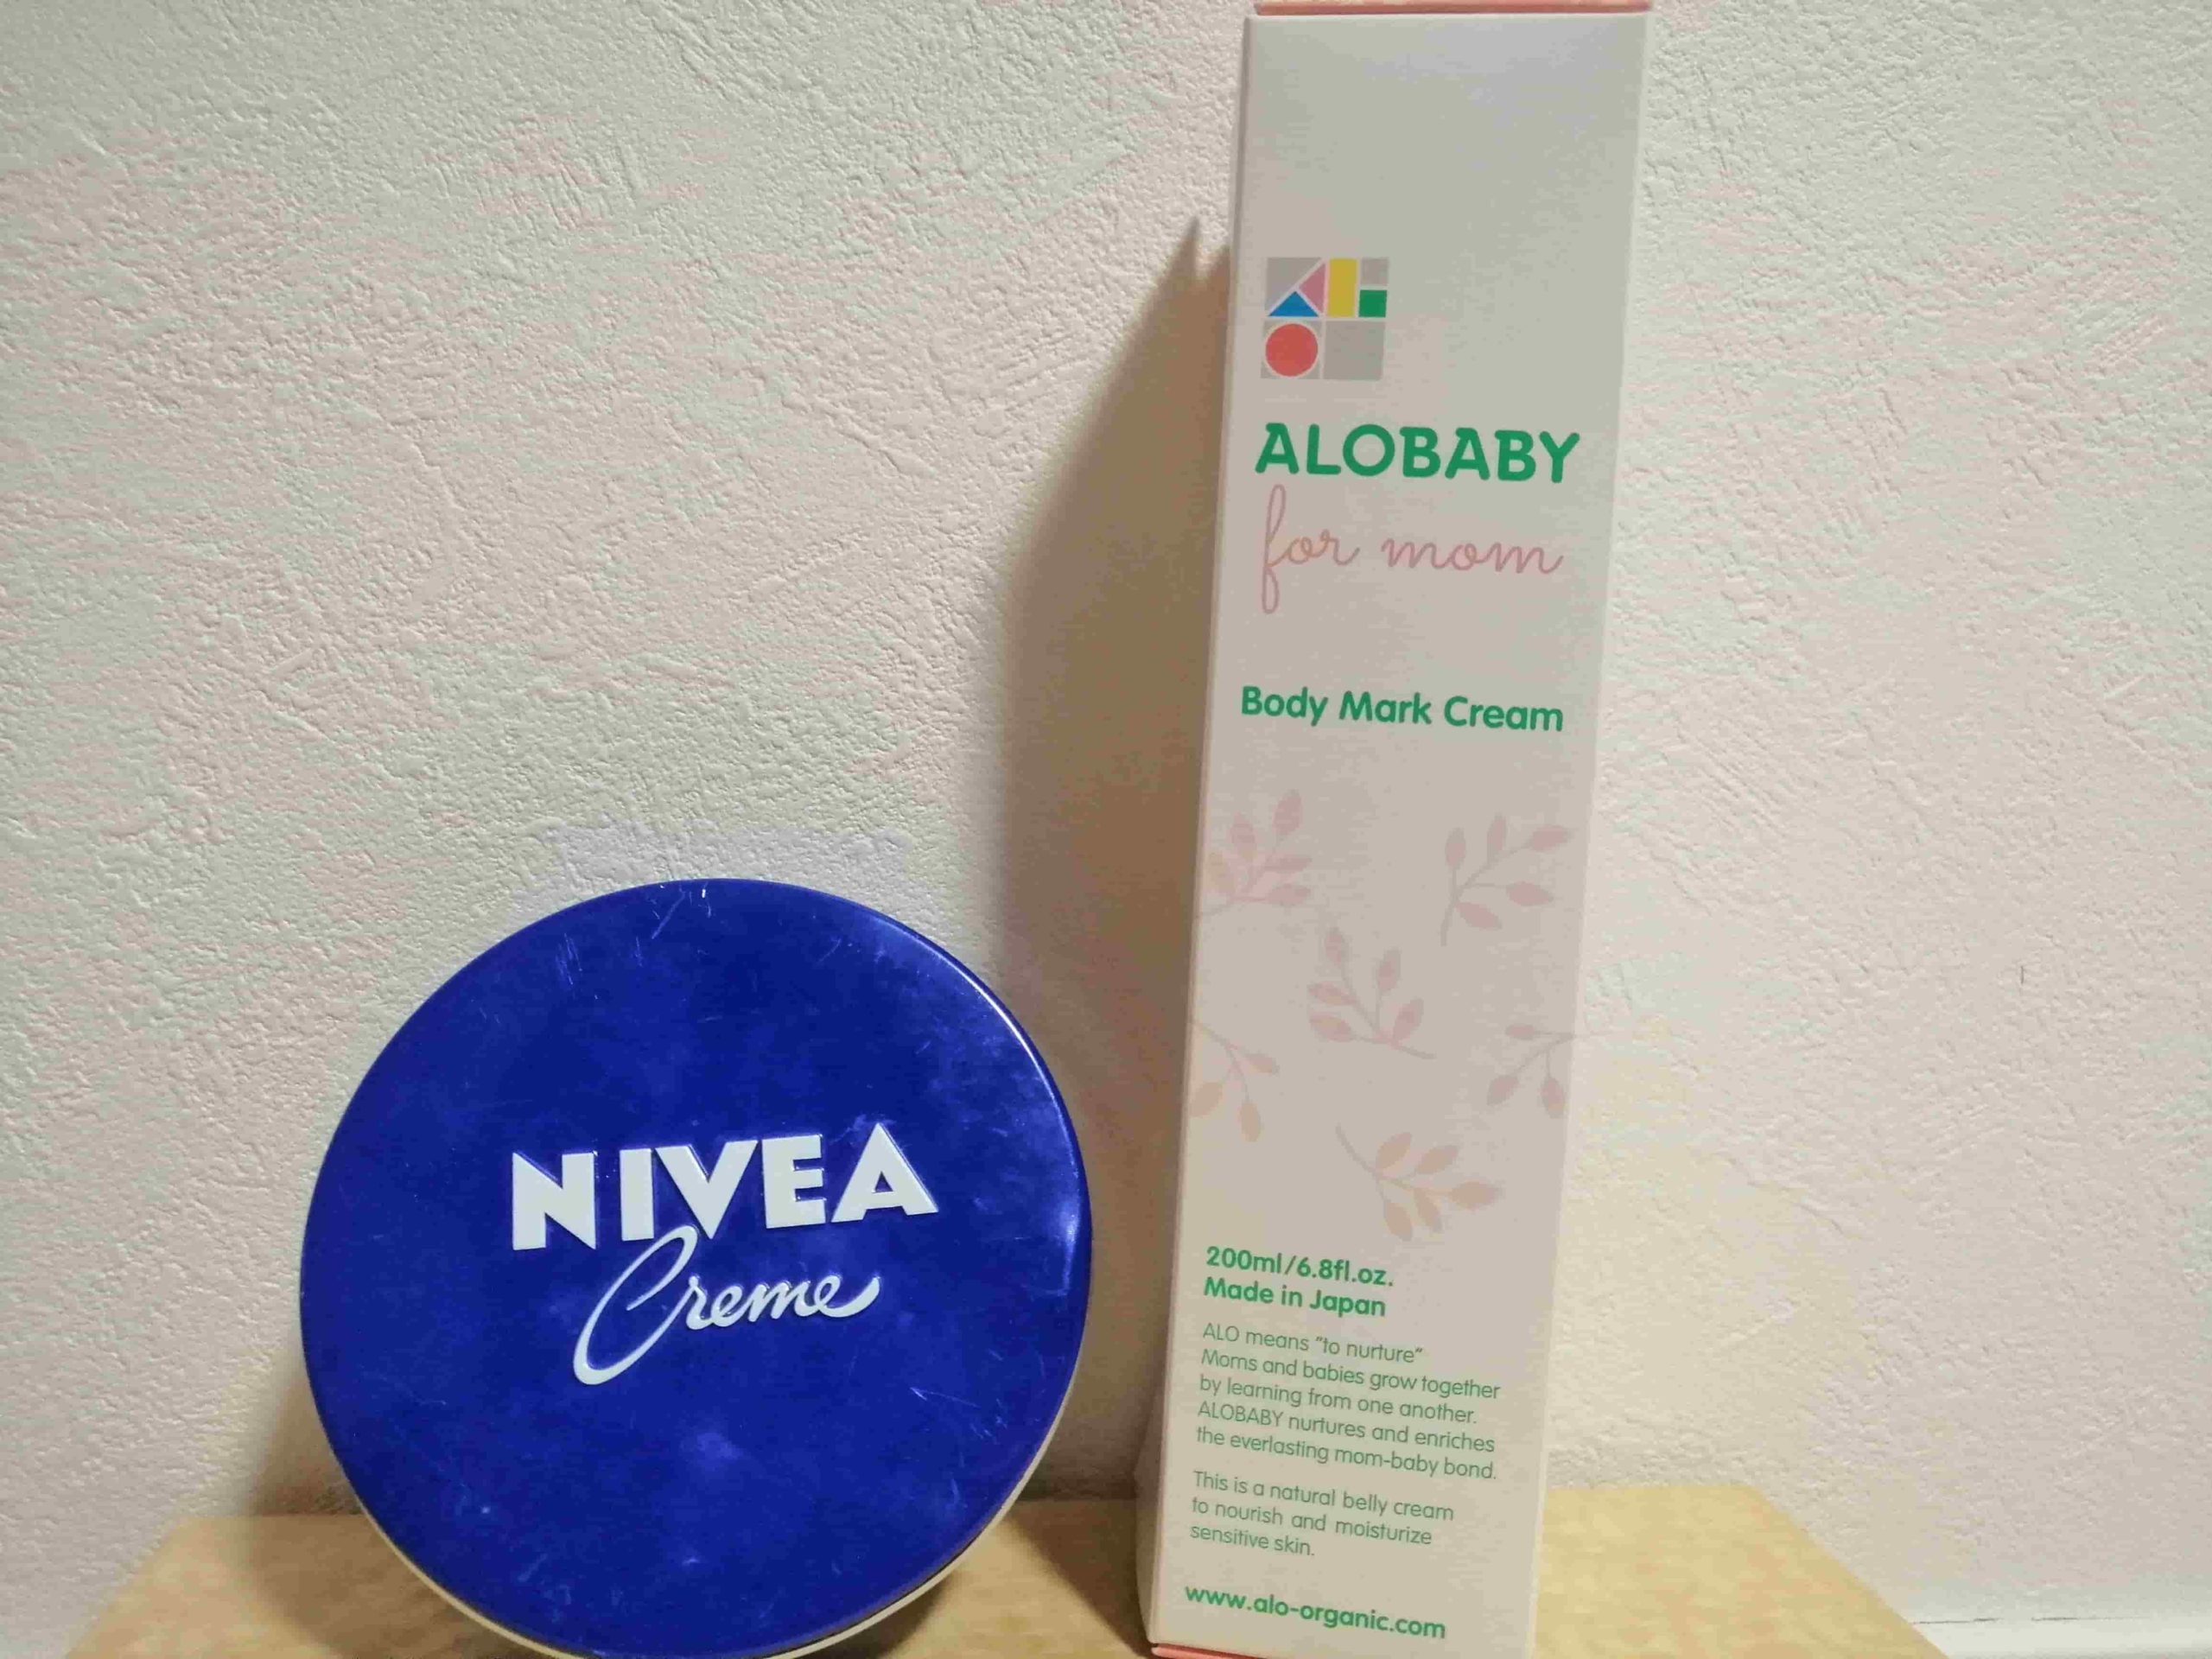 NIVEA
Creme
ALOBABY
for mom
Body Mark Cream
200ml/6.8fl.oz.
Made in Japan
ALO means "to nurture"
Moms and babies grow together
by learning from one another.
ALOBABY nurtures and enriches
the everlasting mom-baby bond.
This is a natural belly cream
to nourish and moisturize
sensitive skin.
www.alo-organic.com